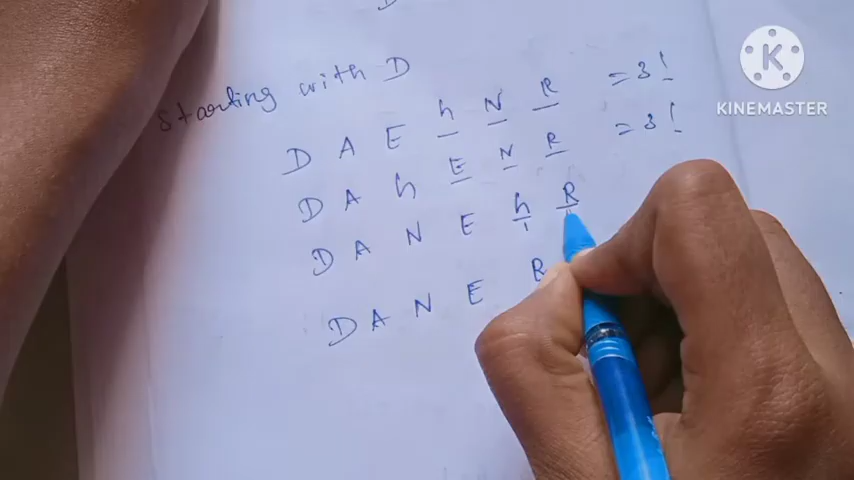 D
starting with D
D A E h N R = 3!
D A h E N R = 3!
D A N E h R
D A N E R
K
KINEMASTER